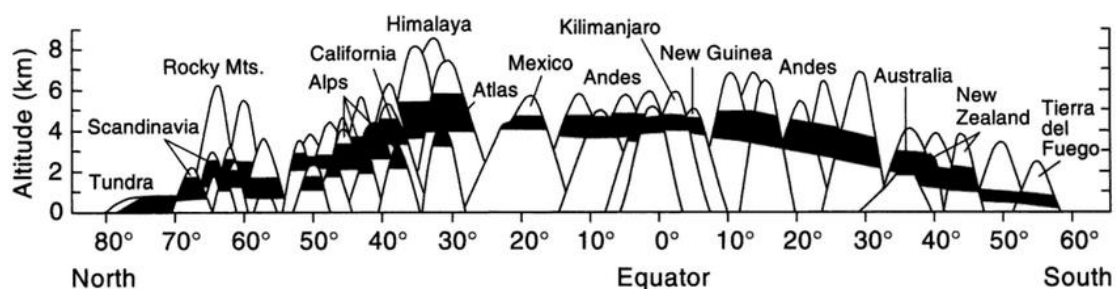 Altitude (km)
8
6
4
2
0
Himalaya
Kilimanjaro
California
New Guinea
Mexico
Rocky Mts.
Alps
Andes
Andes
Atlas
Australia
Scandinavia
New
Zealand
Tierra
del
Fuego
Tundra
80° 70° 60° 50° 40° 30° 20° 10° 0° 10° 20° 30° 40° 50° 60°
North Equator South